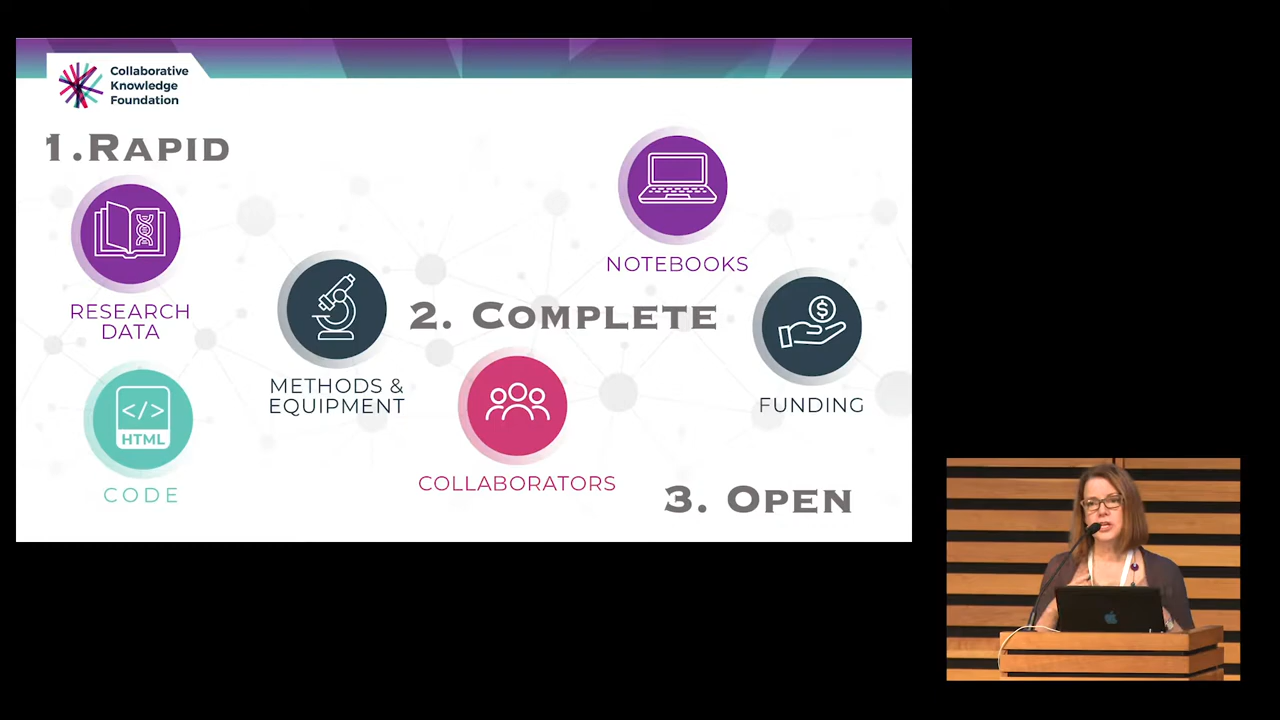 Collaborative
Knowledge
Foundation
1.Rapid
RESEARCH
DATA
HTML
CODE
METHODS &
EQUIPMENT
2. Complete
COLLABORATORS
NOTEBOOKS
$
FUNDING
3. Open